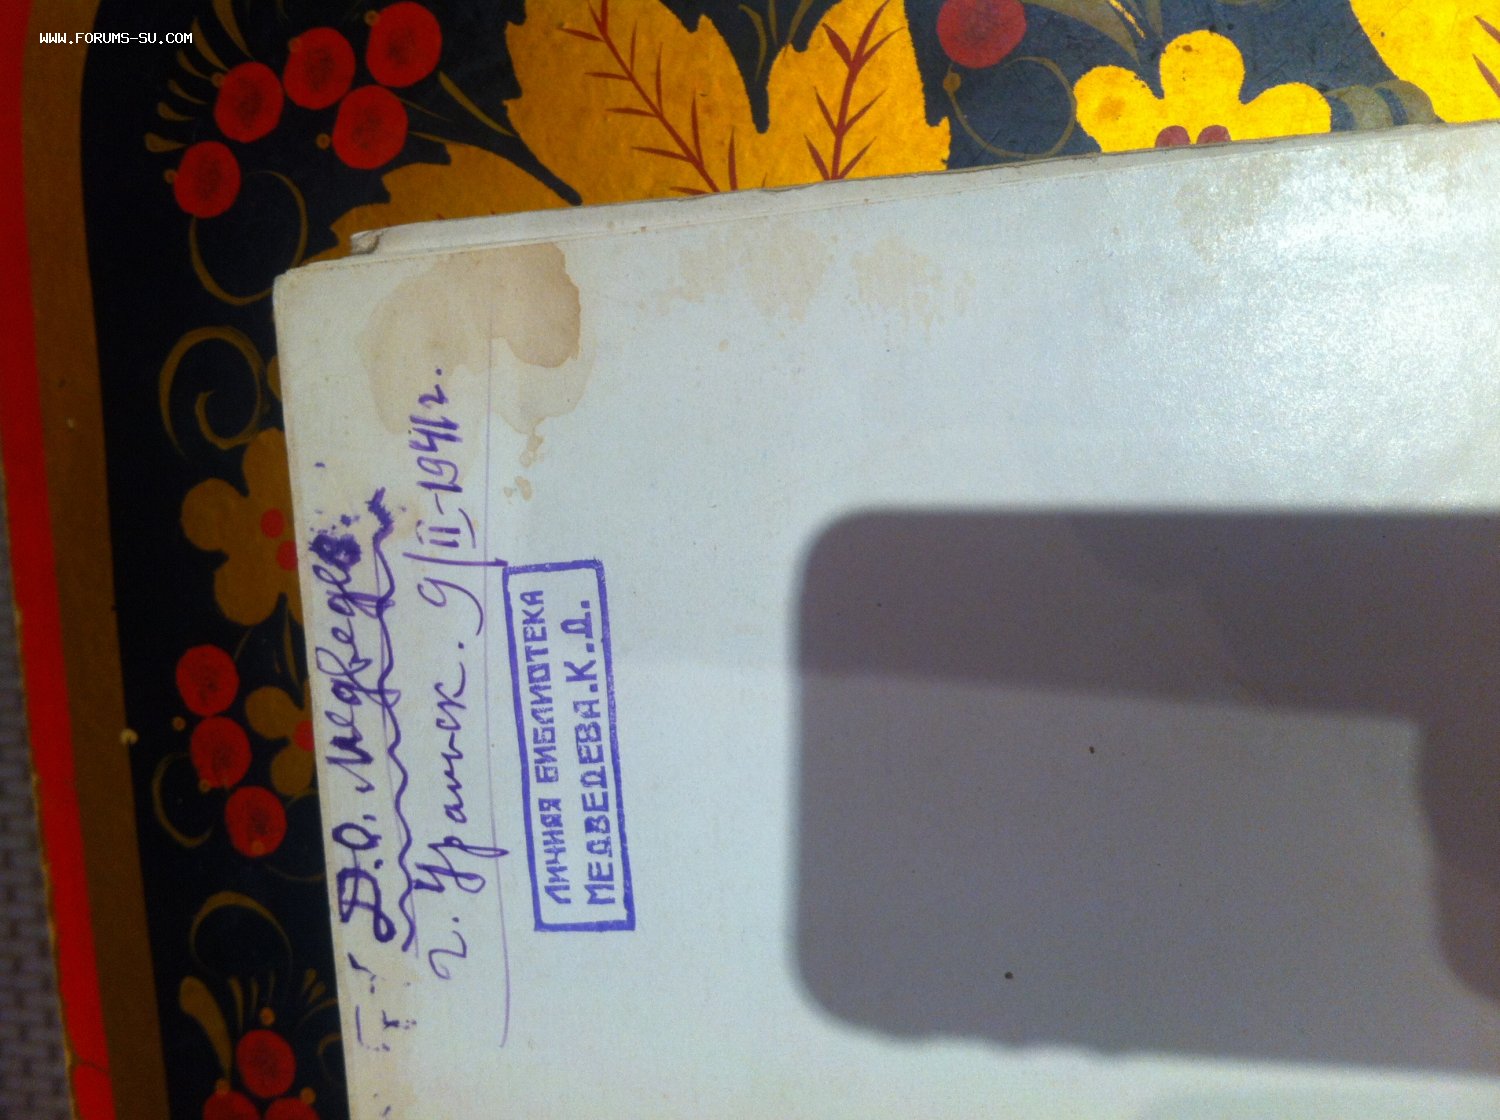 WWW.FORUMS-SU.COM
Д.О. Медведев.
г. Уральск. 9/II-1941г.
ЛИЧНАЯ БИБЛИОТЕКА
МЕДВЕДЕВА.К.Д.